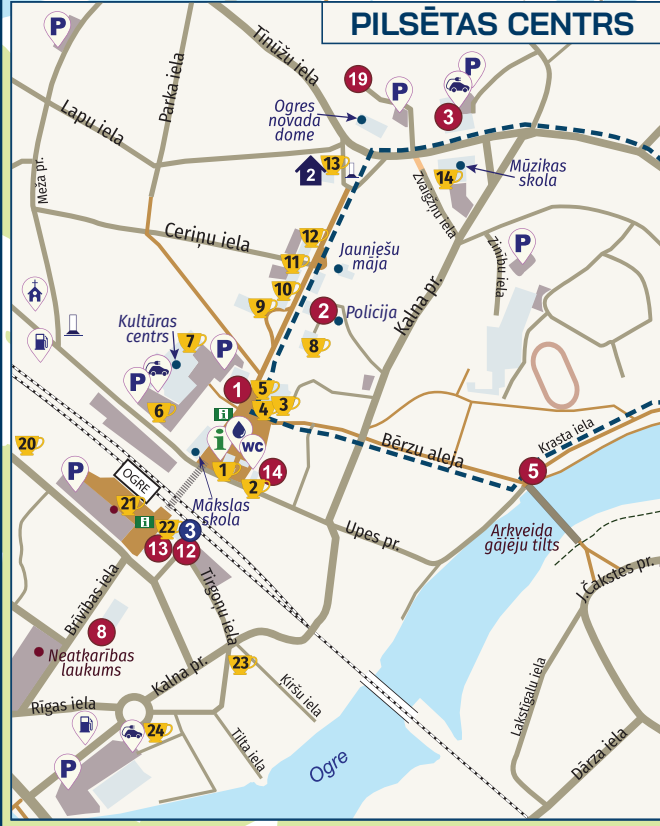 PILSĒTAS CENTRS
P
Tīnūžu iela
Parka iela
19
P
P
3
Ogres
novada
dome
Lapu iela
Meža pr.
13
2
14
Mūzikas
skola
Zvaigžņu iela
12
Ceriņu iela
11
Jauniešu
māja
Zinību iela
P
10
9
2
Policija
Kalna pr.
Kultūras
centrs
7
P
8
P
6
1
5
4
3
i
i
WC
Bērzu aleja
Krasta iela
20
P
OGRE
1
14
2
5
Mākslas
skola
21
i
22
3
13
12
Upes pr.
Arkveida
gājēju tilts
J.Čakstes pr.
Brīvības iela
Tirgoņu iela
8
Neatkarības
laukums
Kalna pr.
23
Ķiršu iela
Lakstīgalu iela
Rīgas iela
24
Tilta iela
P
Ogre
Dārza iela